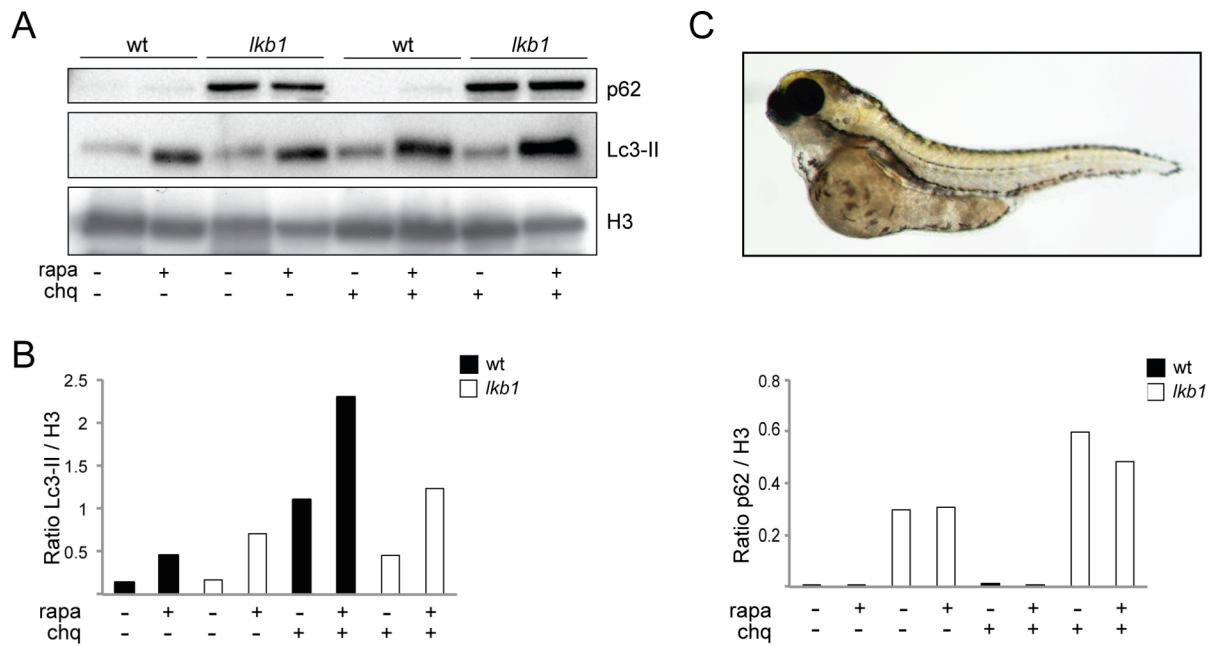 A
wt lkb1 wt lkb1
p62
Lc3-II
H3
rapa - + - + - + - +
chq - - - - + + + +
B
wt
lkb1
Ratio Lc3-II / H3
2.5
2
1.5
1
0.5
rapa - + - + - + - +
chq - - - - + + + +
C
wt
lkb1
Ratio p62 / H3
0.8
0.6
0.4
0.2
rapa - + - + - + - +
chq - - - - + + + +